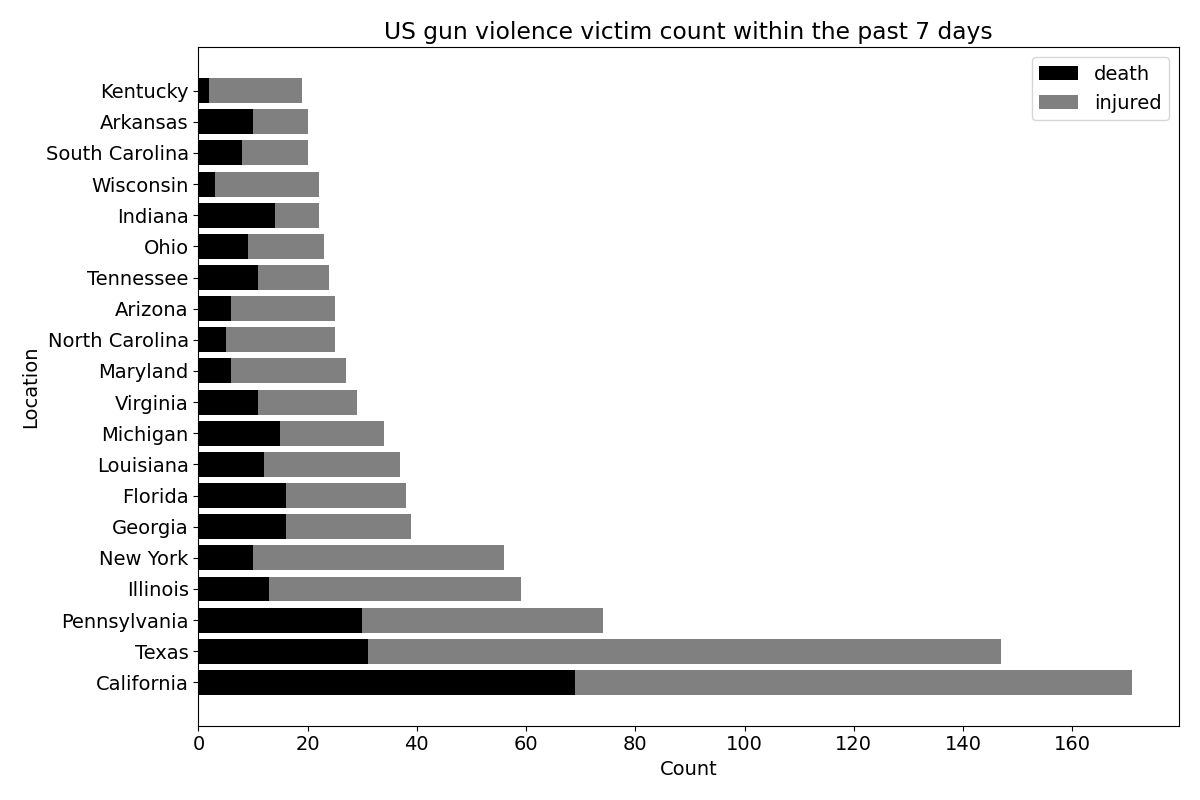 US gun violence victim count within the past 7 days
death
injured
Kentucky
Arkansas
South Carolina
Wisconsin
Indiana
Ohio
Tennessee
Arizona
North Carolina
Maryland
Virginia
Michigan
Louisiana
Florida
Georgia
New York
Illinois
Pennsylvania
Texas
California
Location
0 20 40 60 80 100 120 140 160
Count